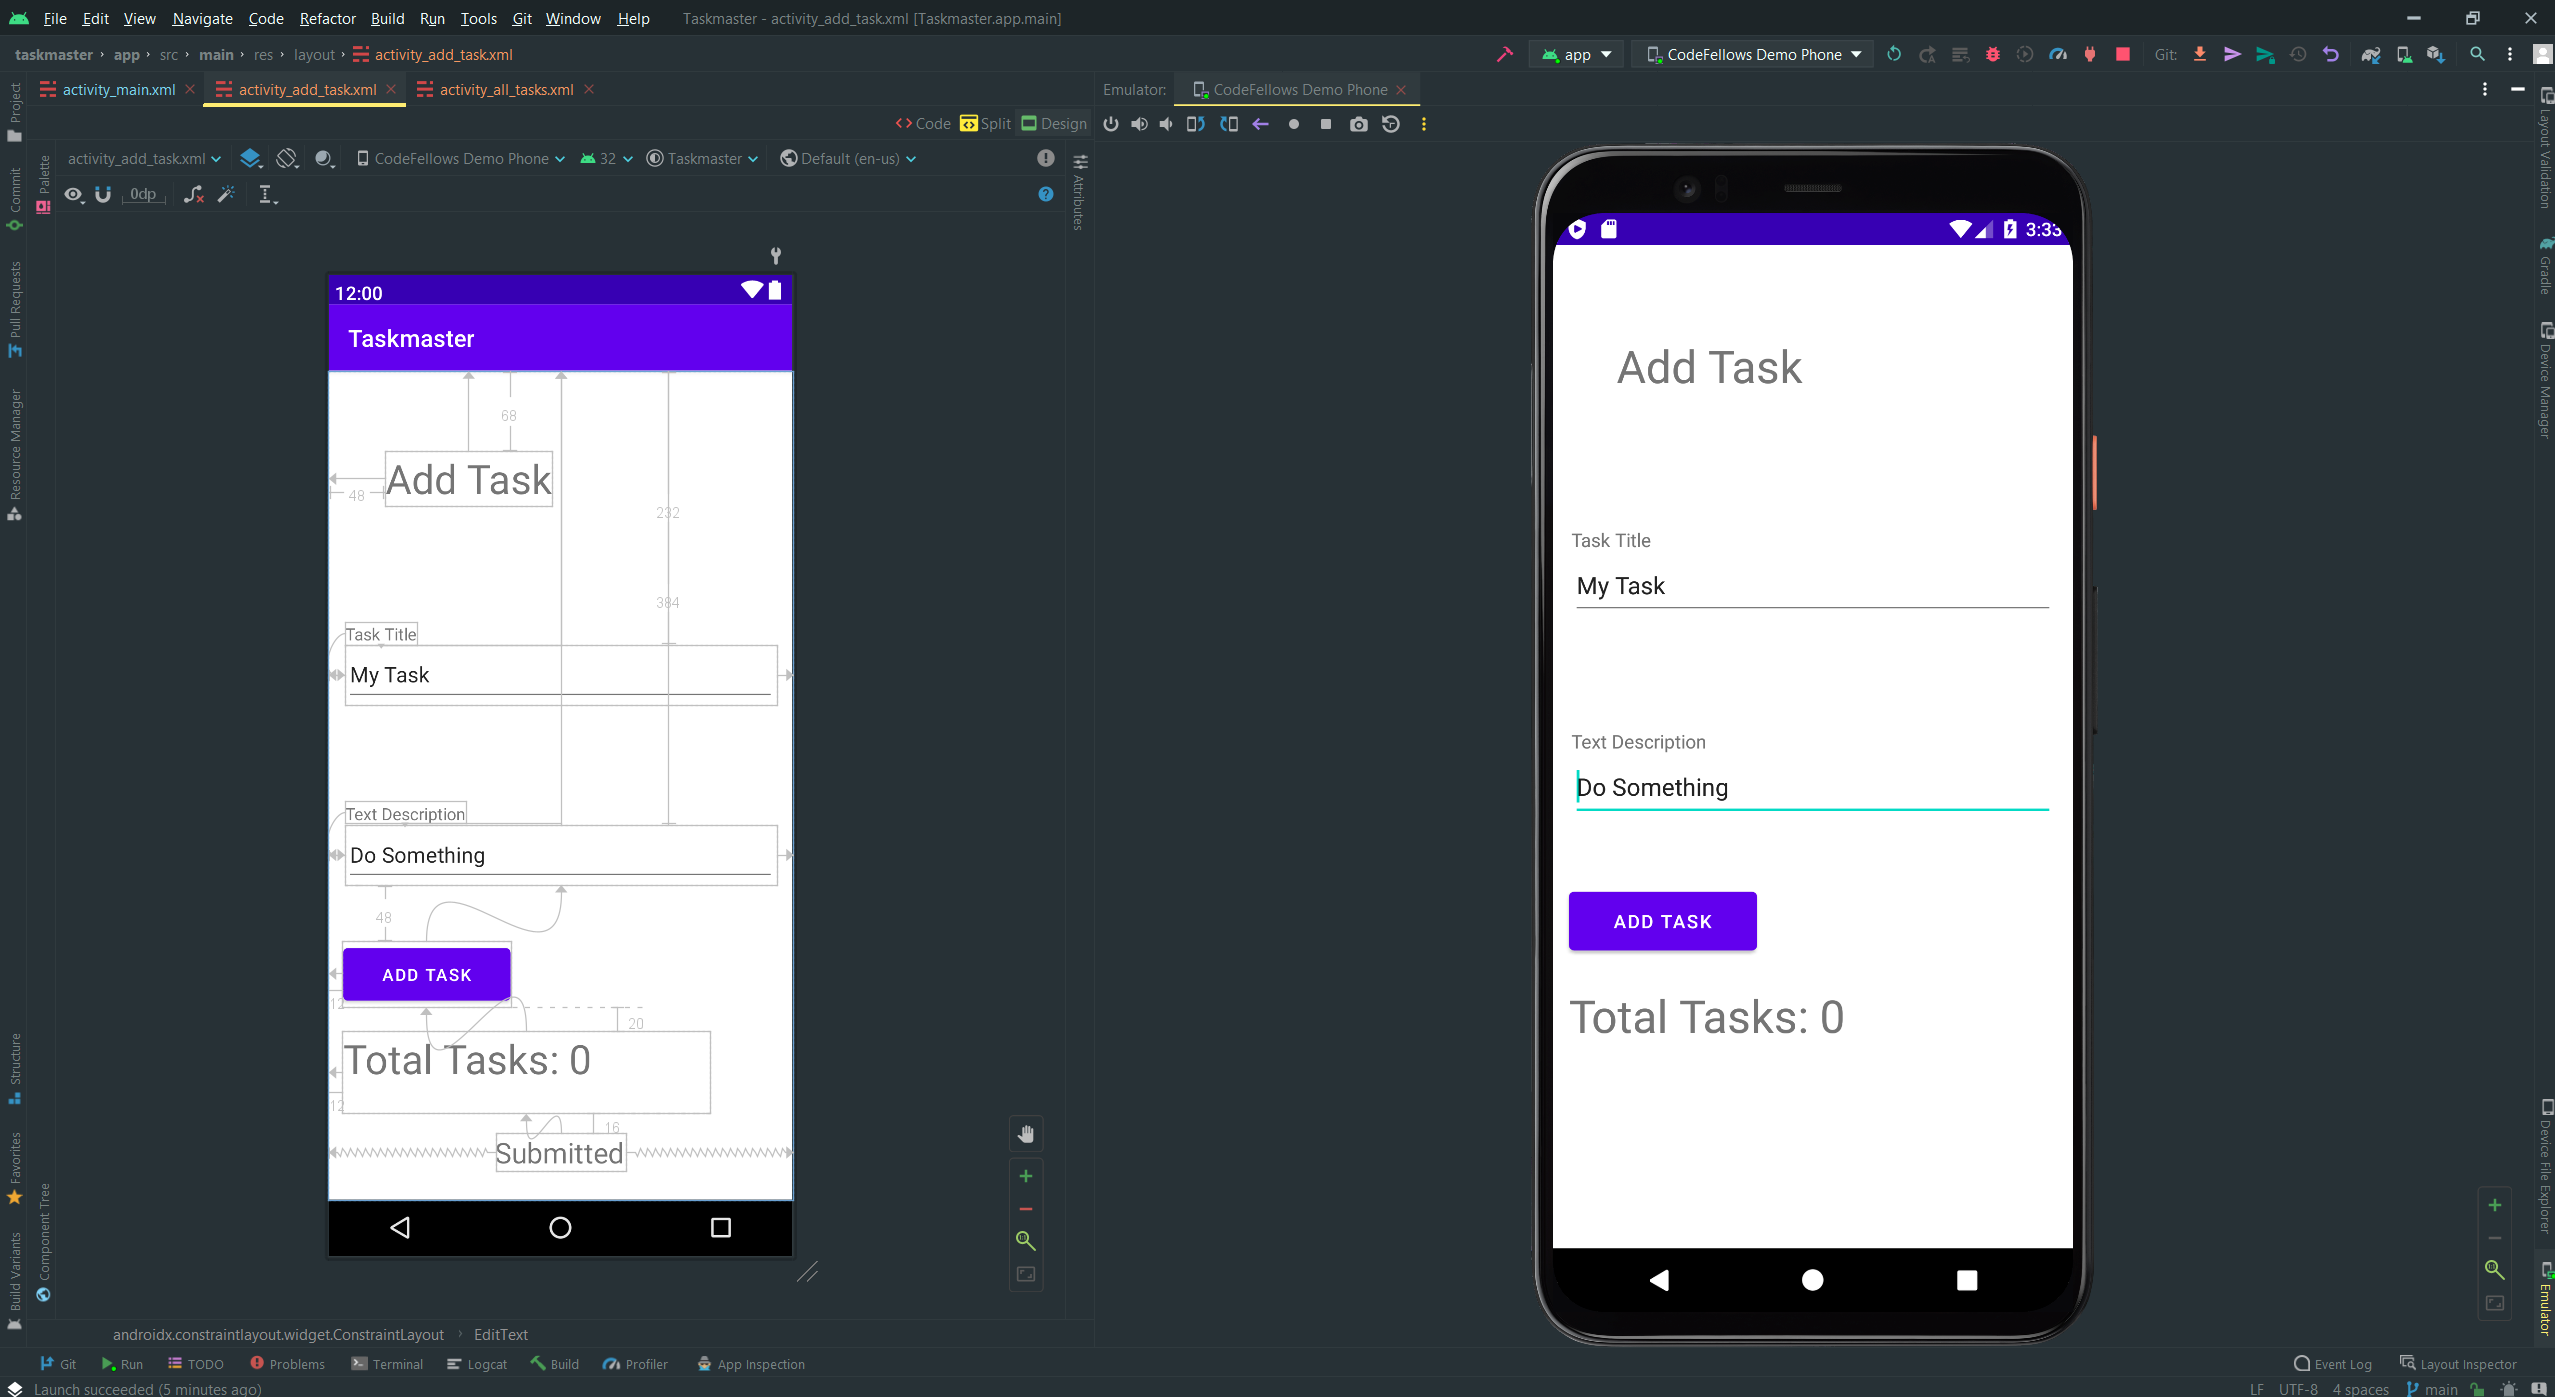 File Edit View Navigate Code Refactor Build Run Tools Git Window Help Taskmaster - activity_add_task.xml [Taskmaster.app.main]
taskmaster app src main res layout activity_add_task.xml app CodeFellows Demo Phone Git:
activity_main.xml activity_add_task.xml activity_all_tasks.xml Emulator: CodeFellows Demo Phone
Code Split Design
activity_add_task.xml CodeFellows Demo Phone 32 Taskmaster Default (en-us)
0dp
Project
Commit
Pull Requests
Resource Manager
Structure
Favorites
Build Variants
Palette
Component Tree
Attributes
12:00
Taskmaster
68
Add Task
48
232
384
Task Title
My Task
Text Description
Do Something
48
ADD TASK
12
20
Total Tasks: 0
12
16
Submitted
3:33
Add Task
Task Title
My Task
Text Description
Do Something
ADD TASK
Total Tasks: 0
Layout Validation
Gradle
Device Manager
Device File Explorer
Emulator
androidx.constraintlayout.widget.ConstraintLayout EditText
Git Run TODO Problems Terminal Logcat Build Profiler App Inspection Event Log Layout Inspector
Launch succeeded (5 minutes ago) LF UTF-8 4 spaces main